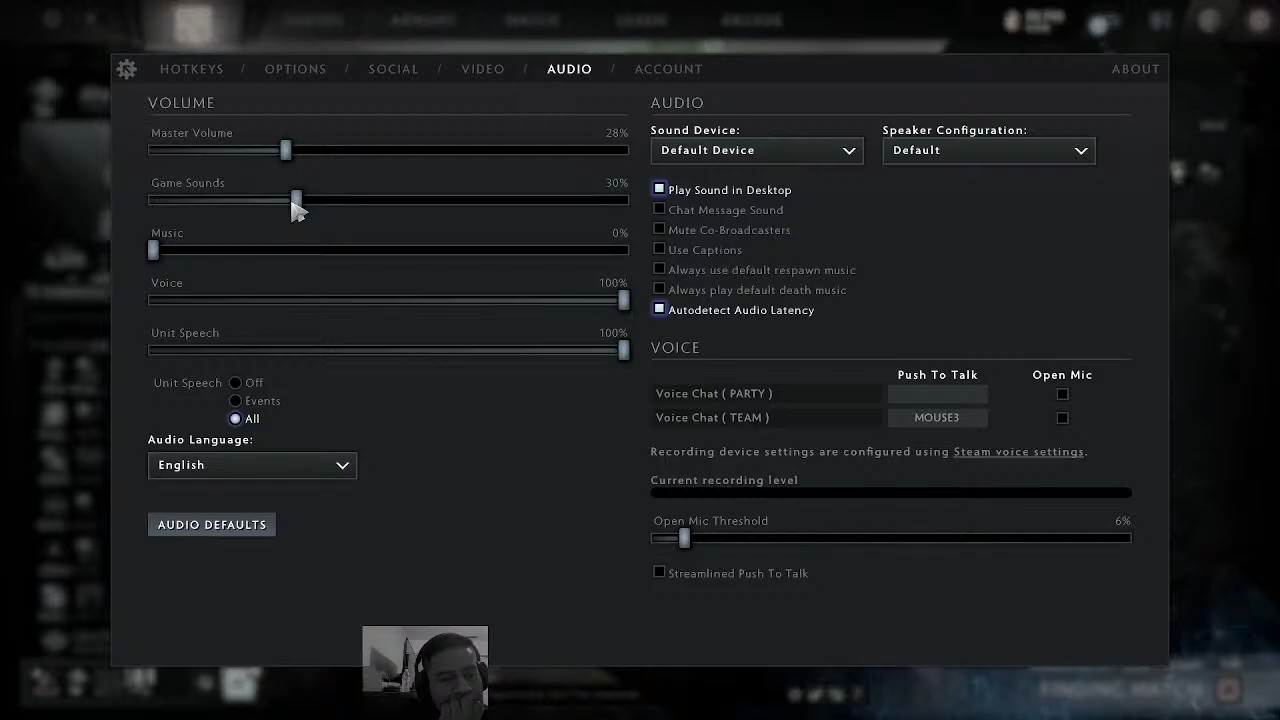 HOTKEYS / OPTIONS / SOCIAL / VIDEO / AUDIO / ACCOUNT ABOUT
VOLUME
Master Volume 28%
Game Sounds 30%
Music 0%
Voice 100%
Unit Speech 100%
Unit Speech Off
Events
All
Audio Language:
English
AUDIO DEFAULTS
AUDIO
Sound Device: Speaker Configuration:
Default Device Default
Play Sound in Desktop
Chat Message Sound
Mute Co-Broadcasters
Use Captions
Always use default respawn music
Always play default death music
Autodetect Audio Latency
VOICE
Push To Talk Open Mic
Voice Chat ( PARTY )
Voice Chat ( TEAM ) MOUSE3
Recording device settings are configured using Steam voice settings.
Current recording level
Open Mic Threshold 6%
Streamlined Push To Talk
FINDING MATCH